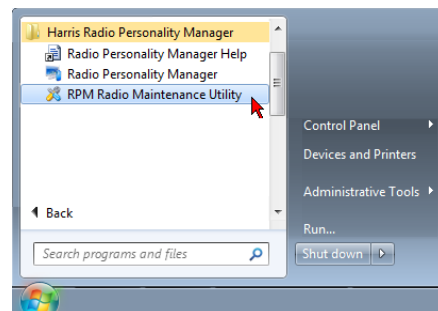 Harris Radio Personality Manager
Radio Personality Manager Help
Radio Personality Manager
RPM Radio Maintenance Utility
Back
Search programs and files
Control Panel
Devices and Printers
Administrative Tools
Run...
Shut down